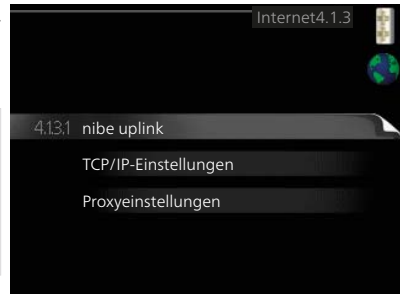 Internet4.1.3
4.1.3.1 nibe uplink
TCP/IP-Einstellungen
Proxyeinstellungen